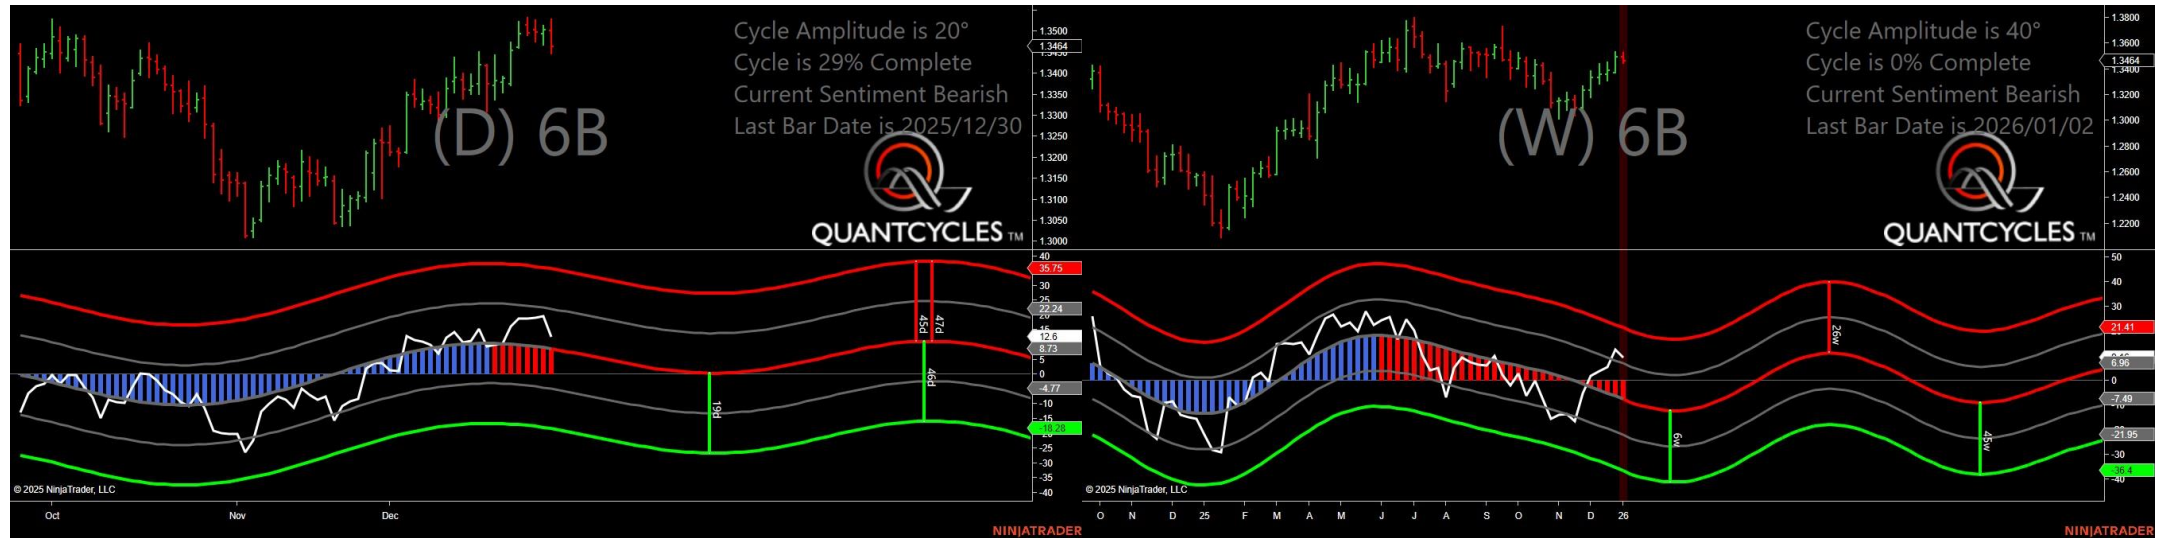 Cycle Amplitude is 20°
Cycle is 29% Complete
Current Sentiment Bearish
Last Bar Date is 2025/12/30
(D) 6B
QUANTCYCLES TM
1.3500
1.3464
1.3400
1.3350
1.3300
1.3250
1.3200
1.3150
1.3100
1.3050
1.3000
40
35.75
30
22.24
12.6
8.73
5
0
-4.77
-10
-15
-18.28
-25
-30
-35
-40
45d
47d
46d
19d
© 2025 NinjaTrader, LLC
Oct
Nov
Dec
NINJATRADER
Cycle Amplitude is 40°
Cycle is 0% Complete
Current Sentiment Bearish
Last Bar Date is 2026/01/02
(W) 6B
QUANTCYCLES TM
1.3800
1.3600
1.3464
1.3400
1.3200
1.3000
1.2800
1.2600
1.2400
1.2200
50
40
30
21.41
6.96
0
-7.49
-21.95
-30
-36.4
-40
26w
6w
45w
© 2025 NinjaTrader, LLC
O N D 25 F M A M J J A S O N D 26
NINJATRADER